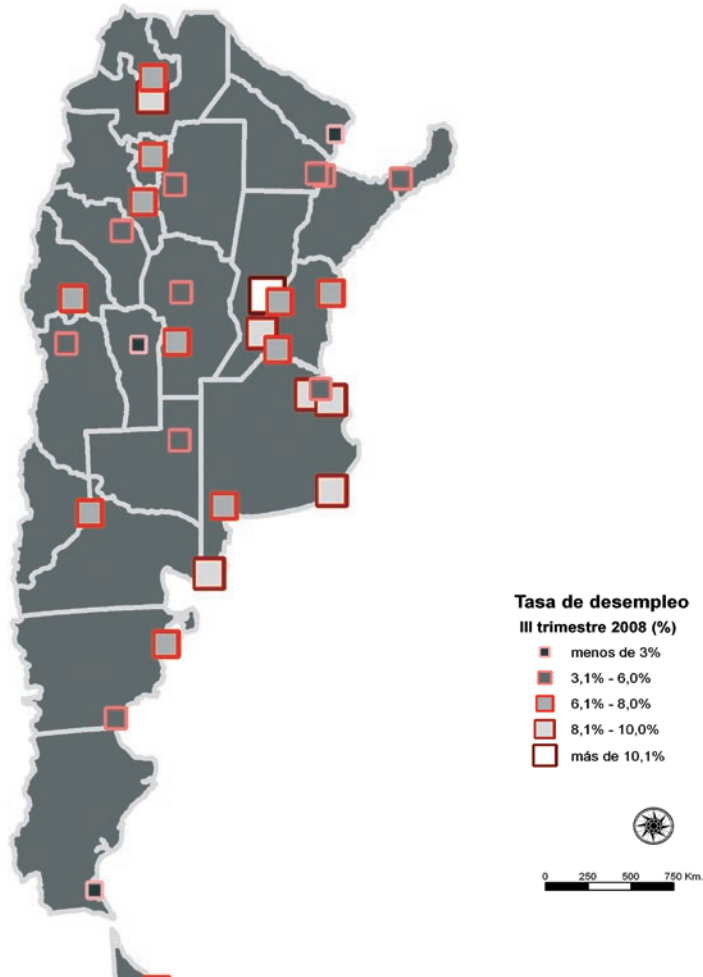 Tasa de desempleo
III trimestre 2008 (%)
menos de 3%
3,1% - 6,0%
6,1% - 8,0%
8,1% - 10,0%
más de 10,1%
0 250 500 750 Km.